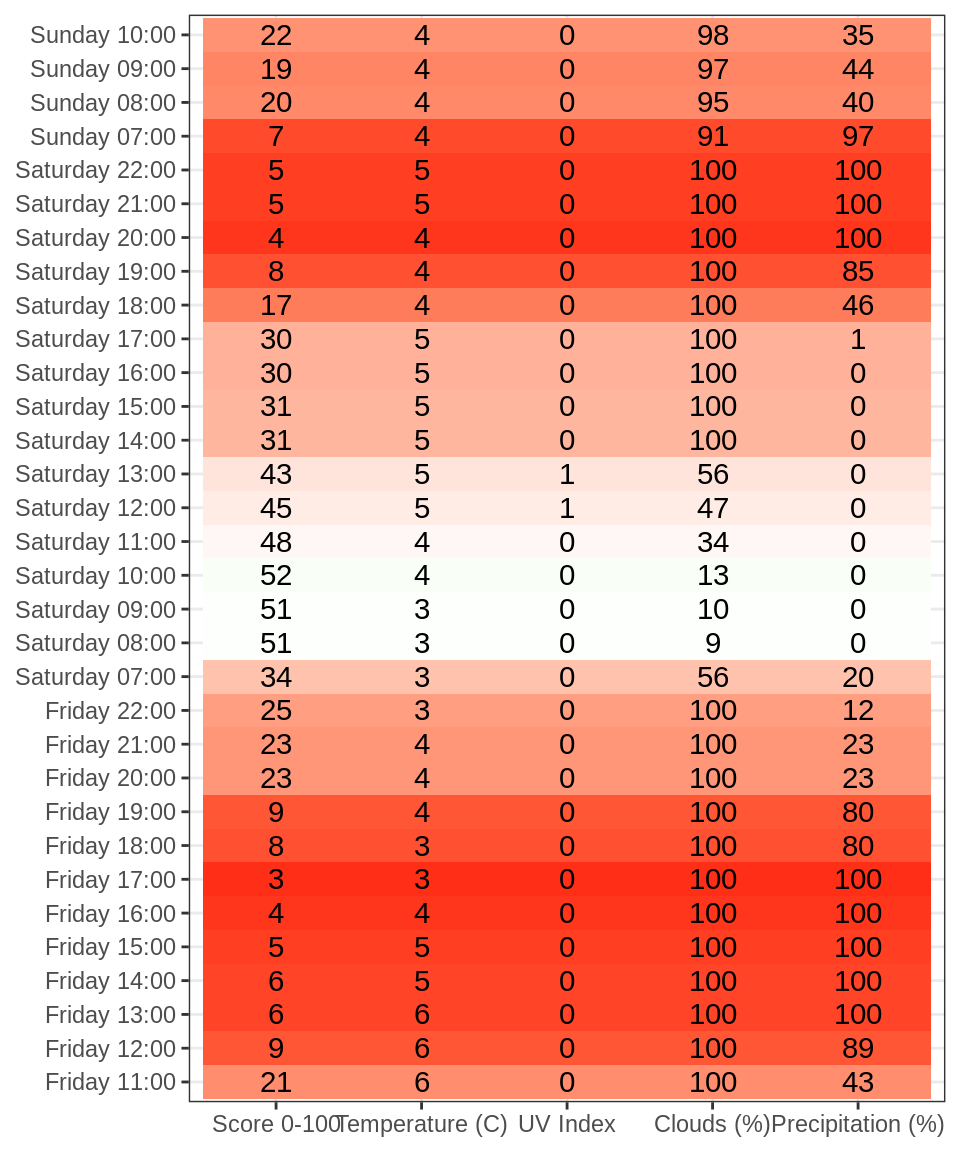 Sunday 10:00 22 4 0 98 35
Sunday 09:00 19 4 0 97 44
Sunday 08:00 20 4 0 95 40
Sunday 07:00 7 4 0 91 97
Saturday 22:00 5 5 0 100 100
Saturday 21:00 5 5 0 100 100
Saturday 20:00 4 4 0 100 100
Saturday 19:00 8 4 0 100 85
Saturday 18:00 17 4 0 100 46
Saturday 17:00 30 5 0 100 1
Saturday 16:00 30 5 0 100 0
Saturday 15:00 31 5 0 100 0
Saturday 14:00 31 5 0 100 0
Saturday 13:00 43 5 1 56 0
Saturday 12:00 45 5 1 47 0
Saturday 11:00 48 4 0 34 0
Saturday 10:00 52 4 0 13 0
Saturday 09:00 51 3 0 10 0
Saturday 08:00 51 3 0 9 0
Saturday 07:00 34 3 0 56 20
Friday 22:00 25 3 0 100 12
Friday 21:00 23 4 0 100 23
Friday 20:00 23 4 0 100 23
Friday 19:00 9 4 0 100 80
Friday 18:00 8 3 0 100 80
Friday 17:00 3 3 0 100 100
Friday 16:00 4 4 0 100 100
Friday 15:00 5 5 0 100 100
Friday 14:00 6 5 0 100 100
Friday 13:00 6 6 0 100 100
Friday 12:00 9 6 0 100 89
Friday 11:00 21 6 0 100 43
Score 0-100 Temperature (C) UV Index Clouds (%) Precipitation (%)